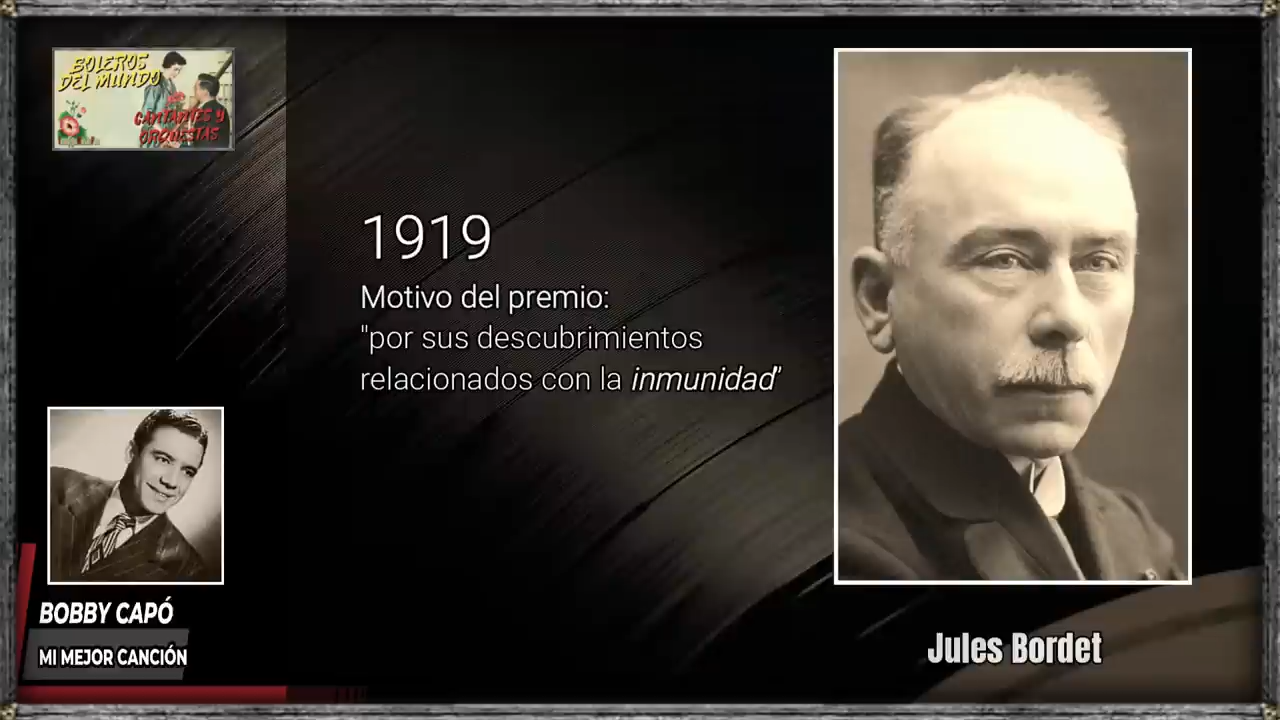 BOLEROS
DEL MUNDO
CANTANTES Y
ORQUESTAS
1919
Motivo del premio:
"por sus descubrimientos
relacionados con la inmunidad"
BOBBY CAPÓ
MI MEJOR CANCIÓN
Jules Bordet